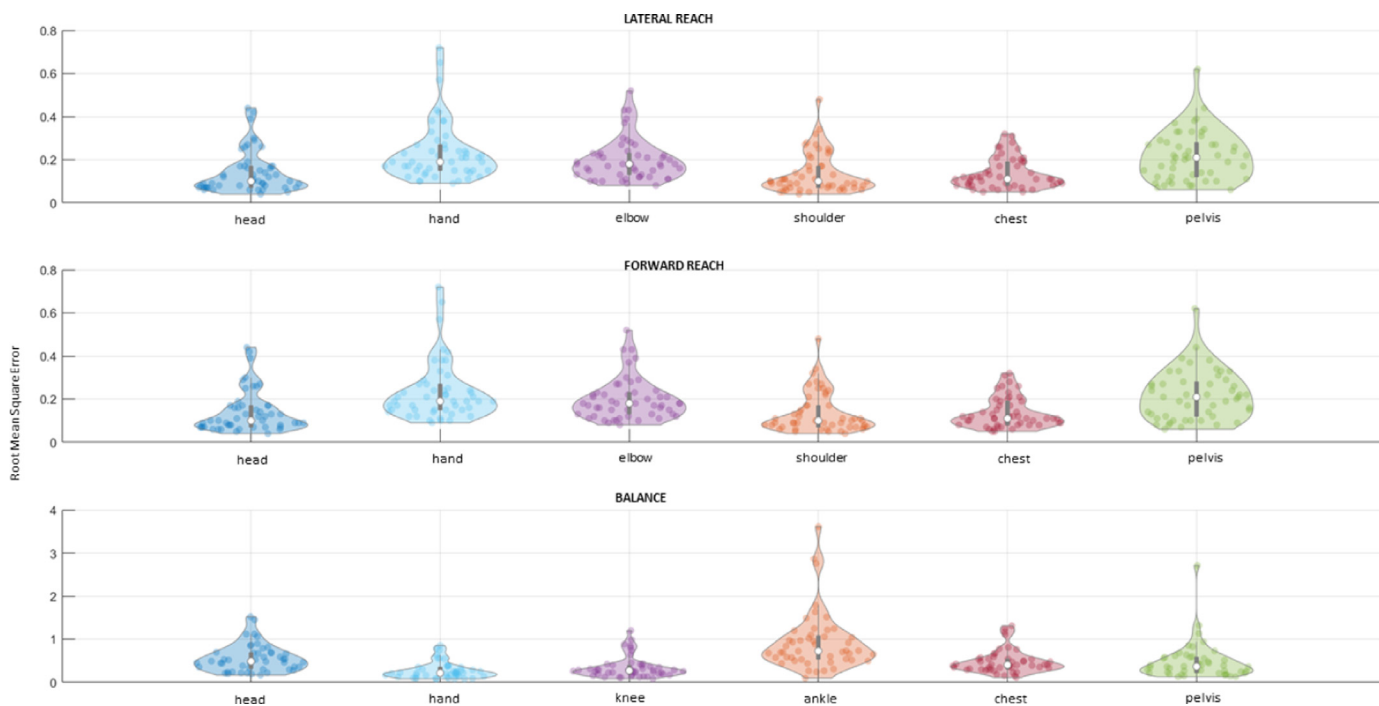 LATERAL REACH
0.8
0.6
0.4
0.2
0
head hand elbow shoulder chest pelvis
FORWARD REACH
0.8
0.6
0.4
0.2
0
head hand elbow shoulder chest pelvis
Root Mean Square Error
BALANCE
4
3
2
1
0
head hand knee ankle chest pelvis